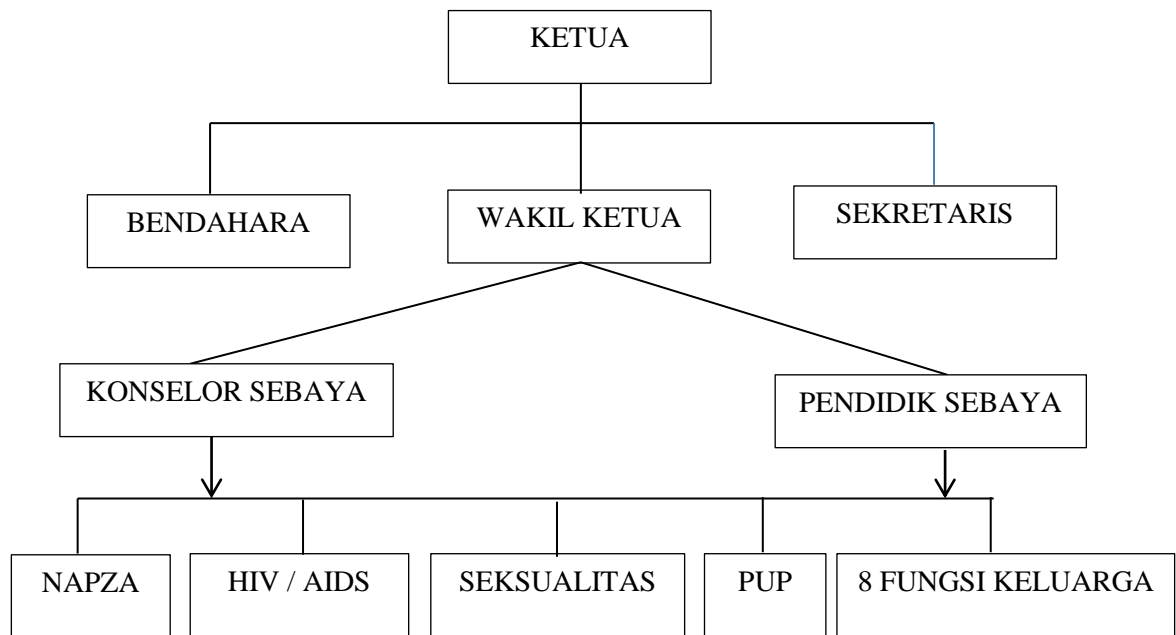 KETUA
BENDAHARA
WAKIL KETUA
SEKRETARIS
KONSELOR SEBAYA
PENDIDIK SEBAYA
NAPZA
HIV / AIDS
SEKSUALITAS
PUP
8 FUNGSI KELUARGA